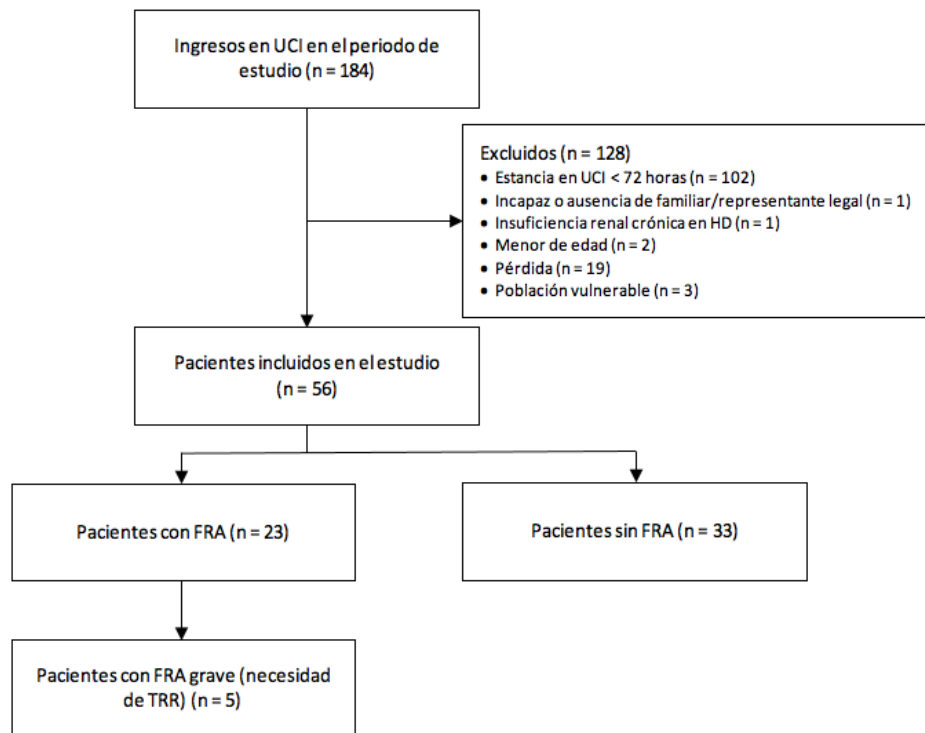 Ingresos en UCI en el periodo de
estudio (n = 184)
Excluidos (n = 128)
• Estancia en UCI < 72 horas (n = 102)
• Incapaz o ausencia de familiar/representante legal (n = 1)
• Insuficiencia renal crónica en HD (n = 1)
• Menor de edad (n = 2)
• Pérdida (n = 19)
• Población vulnerable (n = 3)
Pacientes incluidos en el estudio
(n = 56)
Pacientes con FRA (n = 23)
Pacientes sin FRA (n = 33)
Pacientes con FRA grave (necesidad
de TRR) (n = 5)